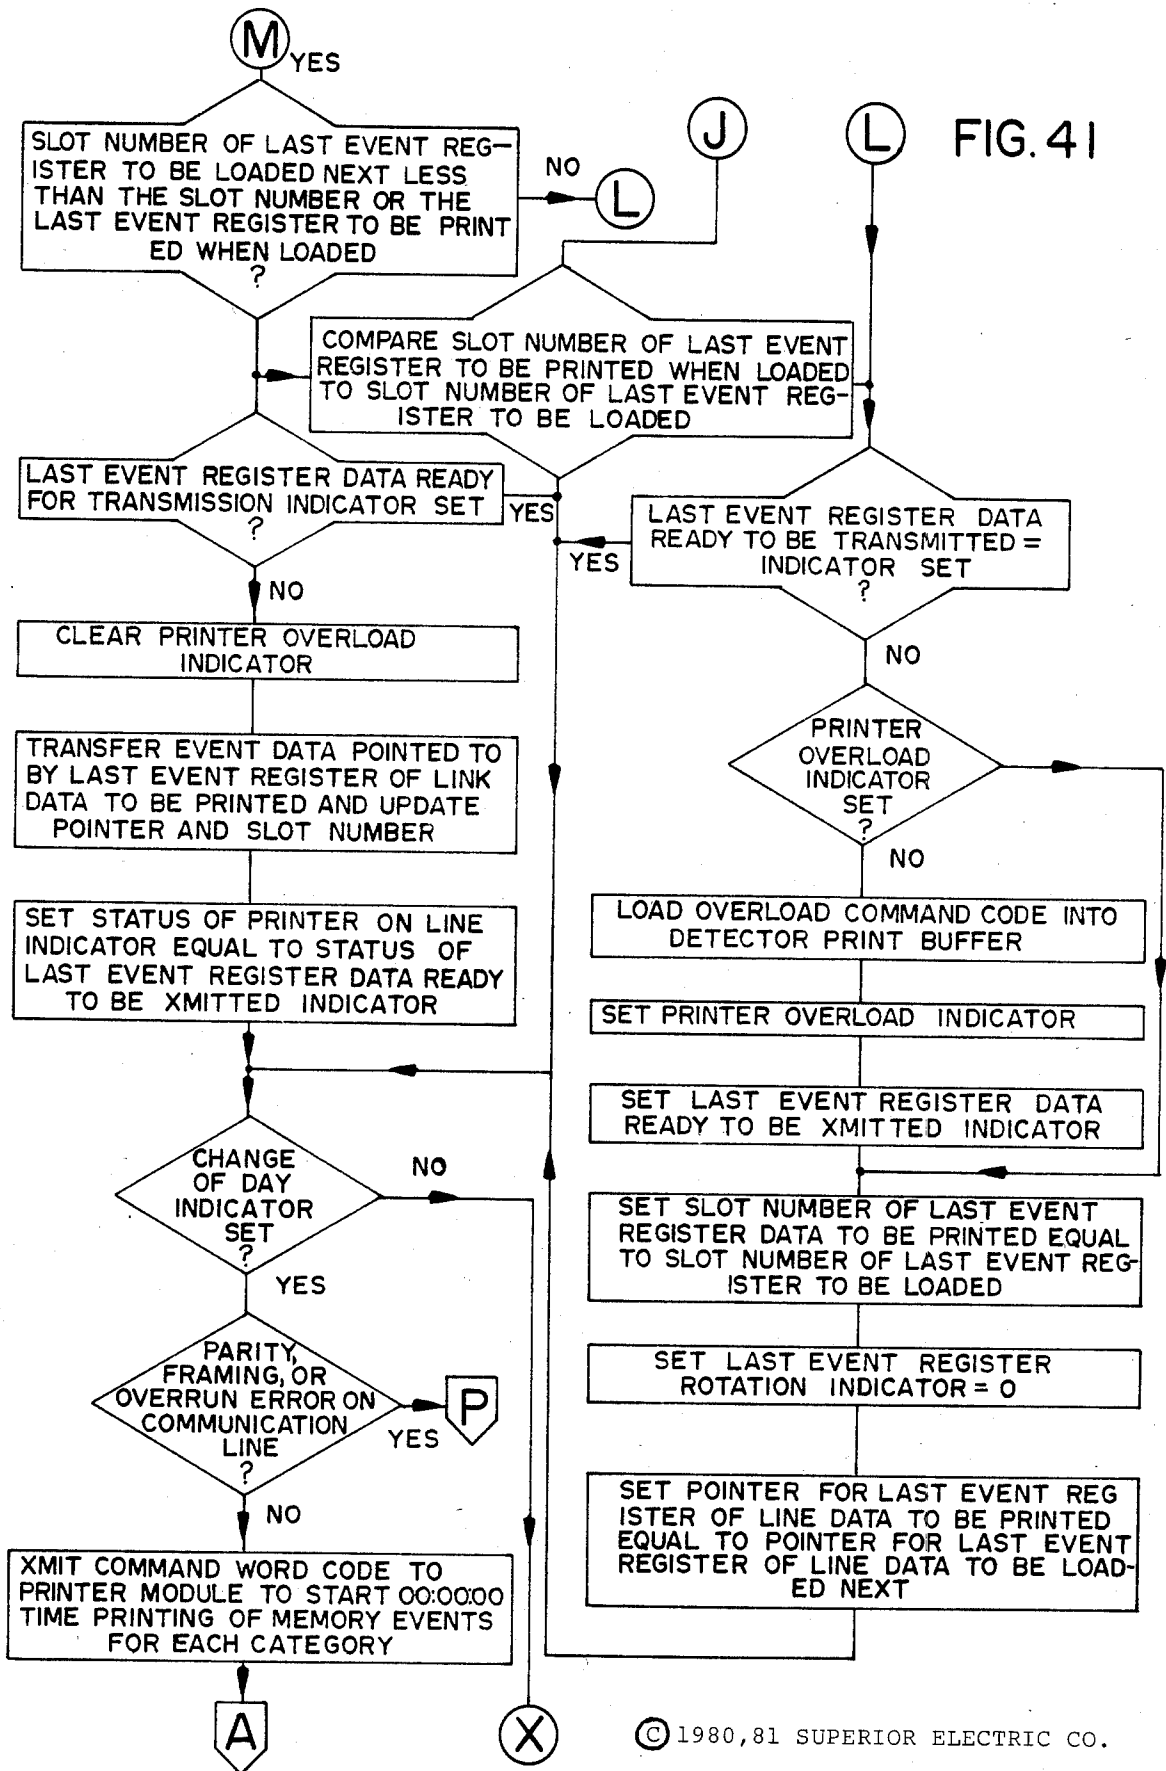 M
YES
SLOT NUMBER OF LAST EVENT REG-
ISTER TO BE LOADED NEXT LESS
THAN THE SLOT NUMBER OR THE
LAST EVENT REGISTER TO BE PRINT
ED WHEN LOADED
?
NO
L
J
L
FIG. 41
COMPARE SLOT NUMBER OF LAST EVENT
REGISTER TO BE PRINTED WHEN LOADED
TO SLOT NUMBER OF LAST EVENT REG-
ISTER TO BE LOADED
LAST EVENT REGISTER DATA READY
FOR TRANSMISSION INDICATOR SET
?
YES
NO
LAST EVENT REGISTER DATA
READY TO BE TRANSMITTED =
INDICATOR SET
?
YES
NO
CLEAR PRINTER OVERLOAD
INDICATOR
TRANSFER EVENT DATA POINTED TO
BY LAST EVENT REGISTER OF LINK
DATA TO BE PRINTED AND UPDATE
POINTER AND SLOT NUMBER
SET STATUS OF PRINTER ON LINE
INDICATOR EQUAL TO STATUS OF
LAST EVENT REGISTER DATA READY
TO BE XMITTED INDICATOR
PRINTER
OVERLOAD
INDICATOR
SET
?
NO
LOAD OVERLOAD COMMAND CODE INTO
DETECTOR PRINT BUFFER
SET PRINTER OVERLOAD INDICATOR
SET LAST EVENT REGISTER DATA
READY TO BE XMITTED INDICATOR
SET SLOT NUMBER OF LAST EVENT
REGISTER DATA TO BE PRINTED EQUAL
TO SLOT NUMBER OF LAST EVENT REG-
ISTER TO BE LOADED
SET LAST EVENT REGISTER
ROTATION INDICATOR = 0
SET POINTER FOR LAST EVENT REG
ISTER OF LINE DATA TO BE PRINTED
EQUAL TO POINTER FOR LAST EVENT
REGISTER OF LINE DATA TO BE LOAD-
ED NEXT
CHANGE
OF DAY
INDICATOR
SET
?
NO
YES
PARITY,
FRAMING, OR
OVERRUN ERROR ON
COMMUNICATION
LINE
?
YES
P
NO
XMIT COMMAND WORD CODE TO
PRINTER MODULE TO START 00:00:00
TIME PRINTING OF MEMORY EVENTS
FOR EACH CATEGORY
A
X
© 1980,81 SUPERIOR ELECTRIC CO.